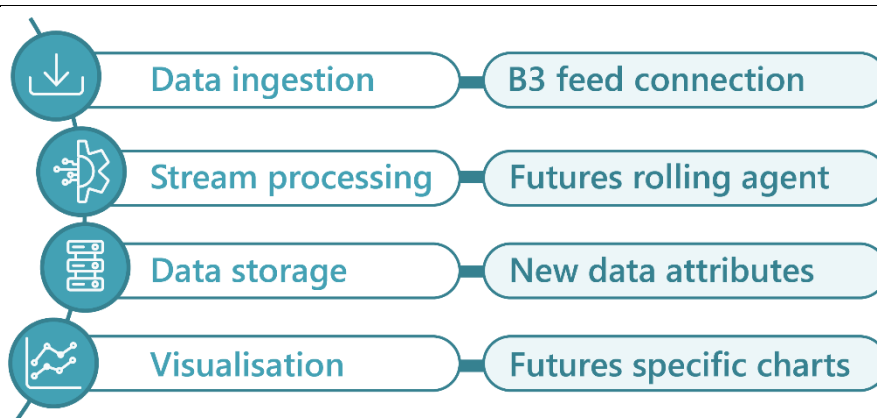 Data ingestion
B3 feed connection
Stream processing
Futures rolling agent
Data storage
New data attributes
Visualisation
Futures specific charts